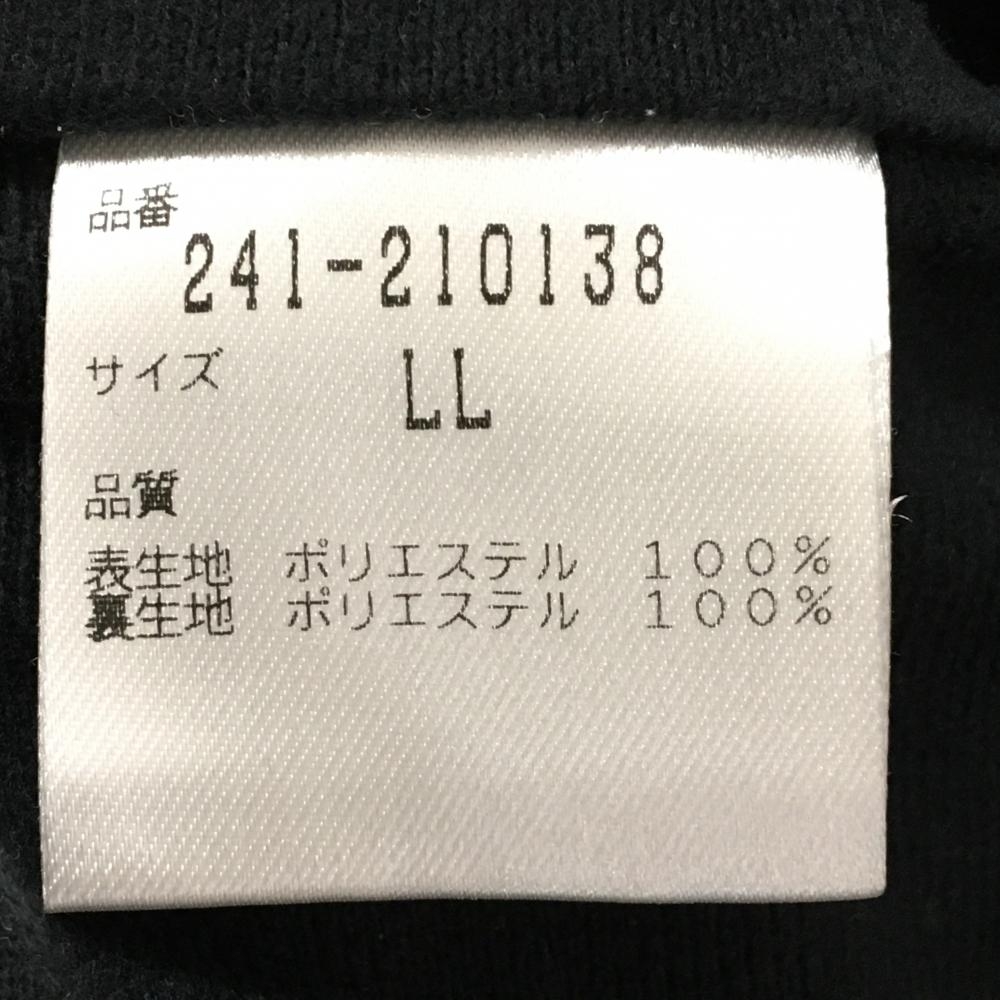 品番
241-210138
サイズ LL
品質
表生地 ポリエステル １００％
裏生地 ポリエステル １００％